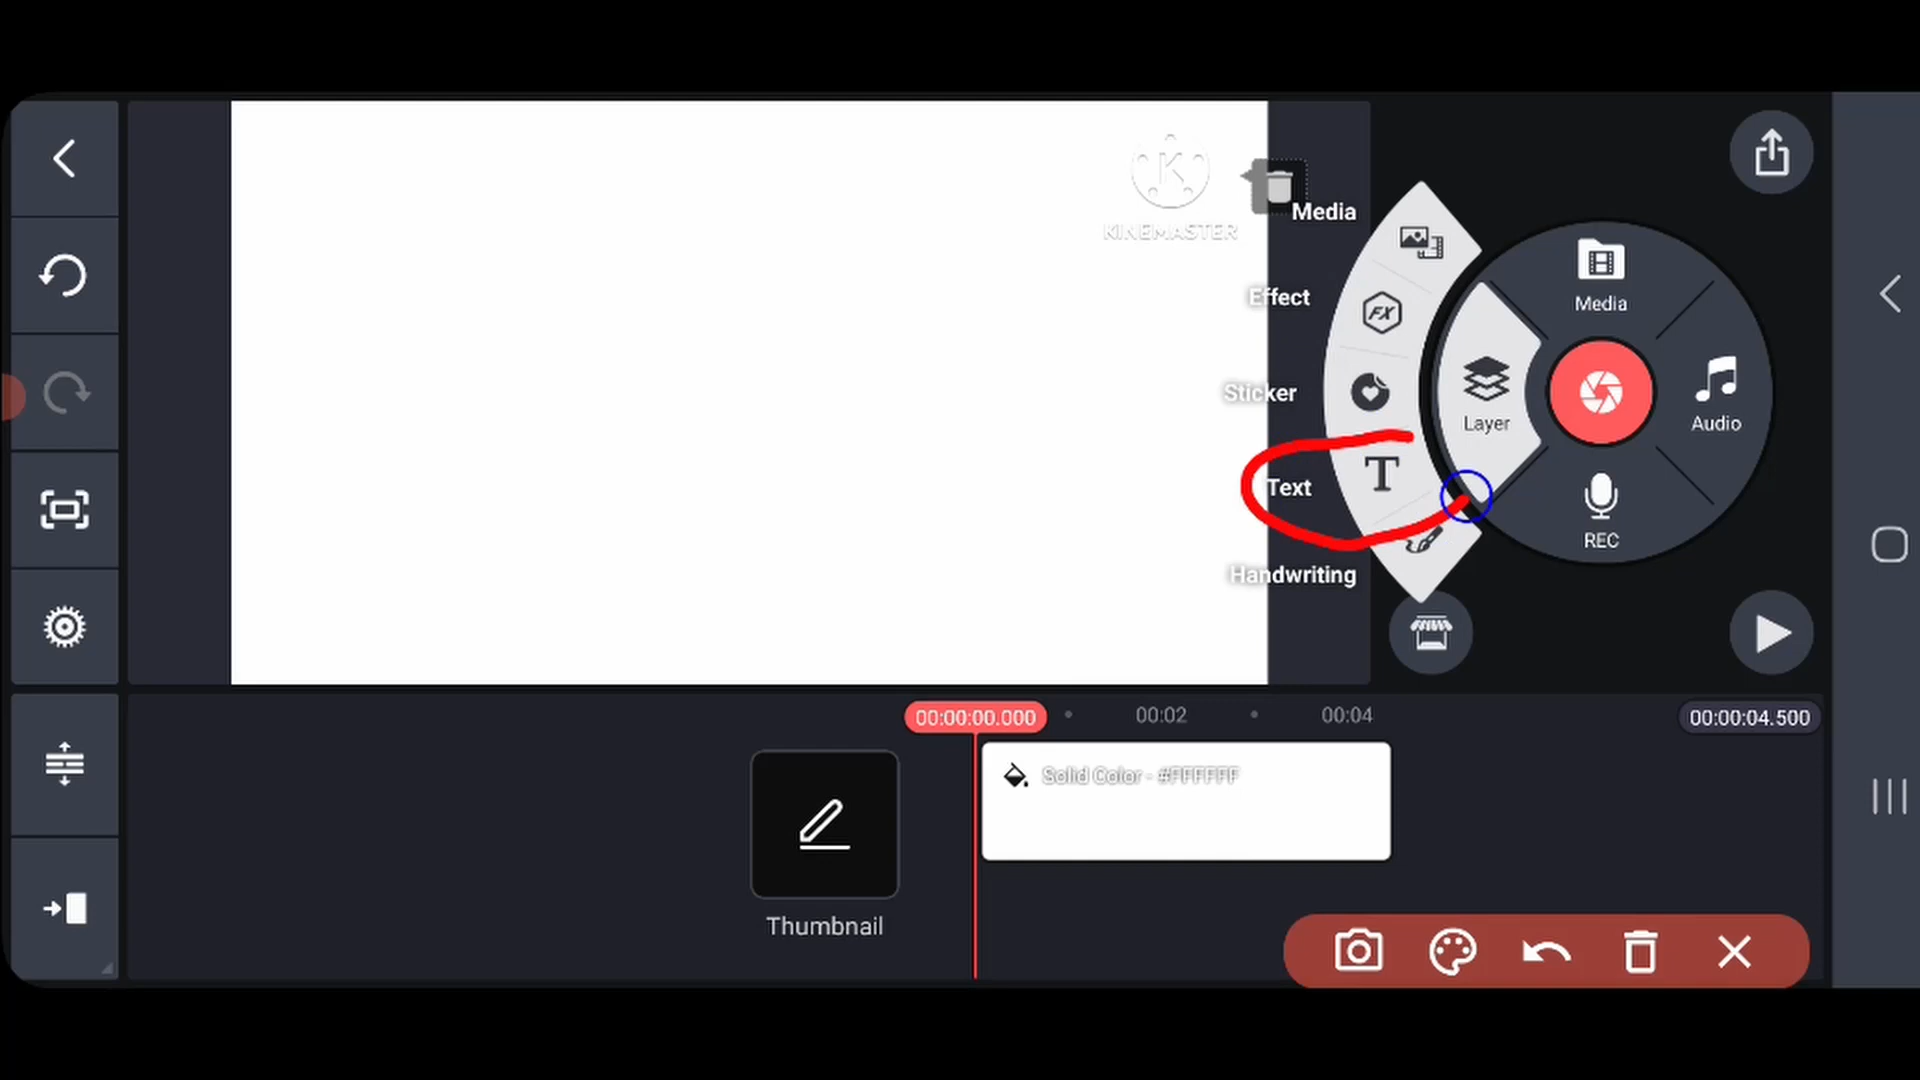 KINEMASTER
Media
Effect
Sticker
Text
Handwriting
Media
Layer
Audio
REC
FX
T
00:00:00.000
00:02
00:04
00:00:04.500
Solid Color - #FFFFFF
Thumbnail